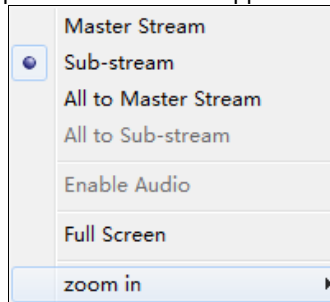 Master Stream
Sub-stream
All to Master Stream
All to Sub-stream
Enable Audio
Full Screen
zoom in